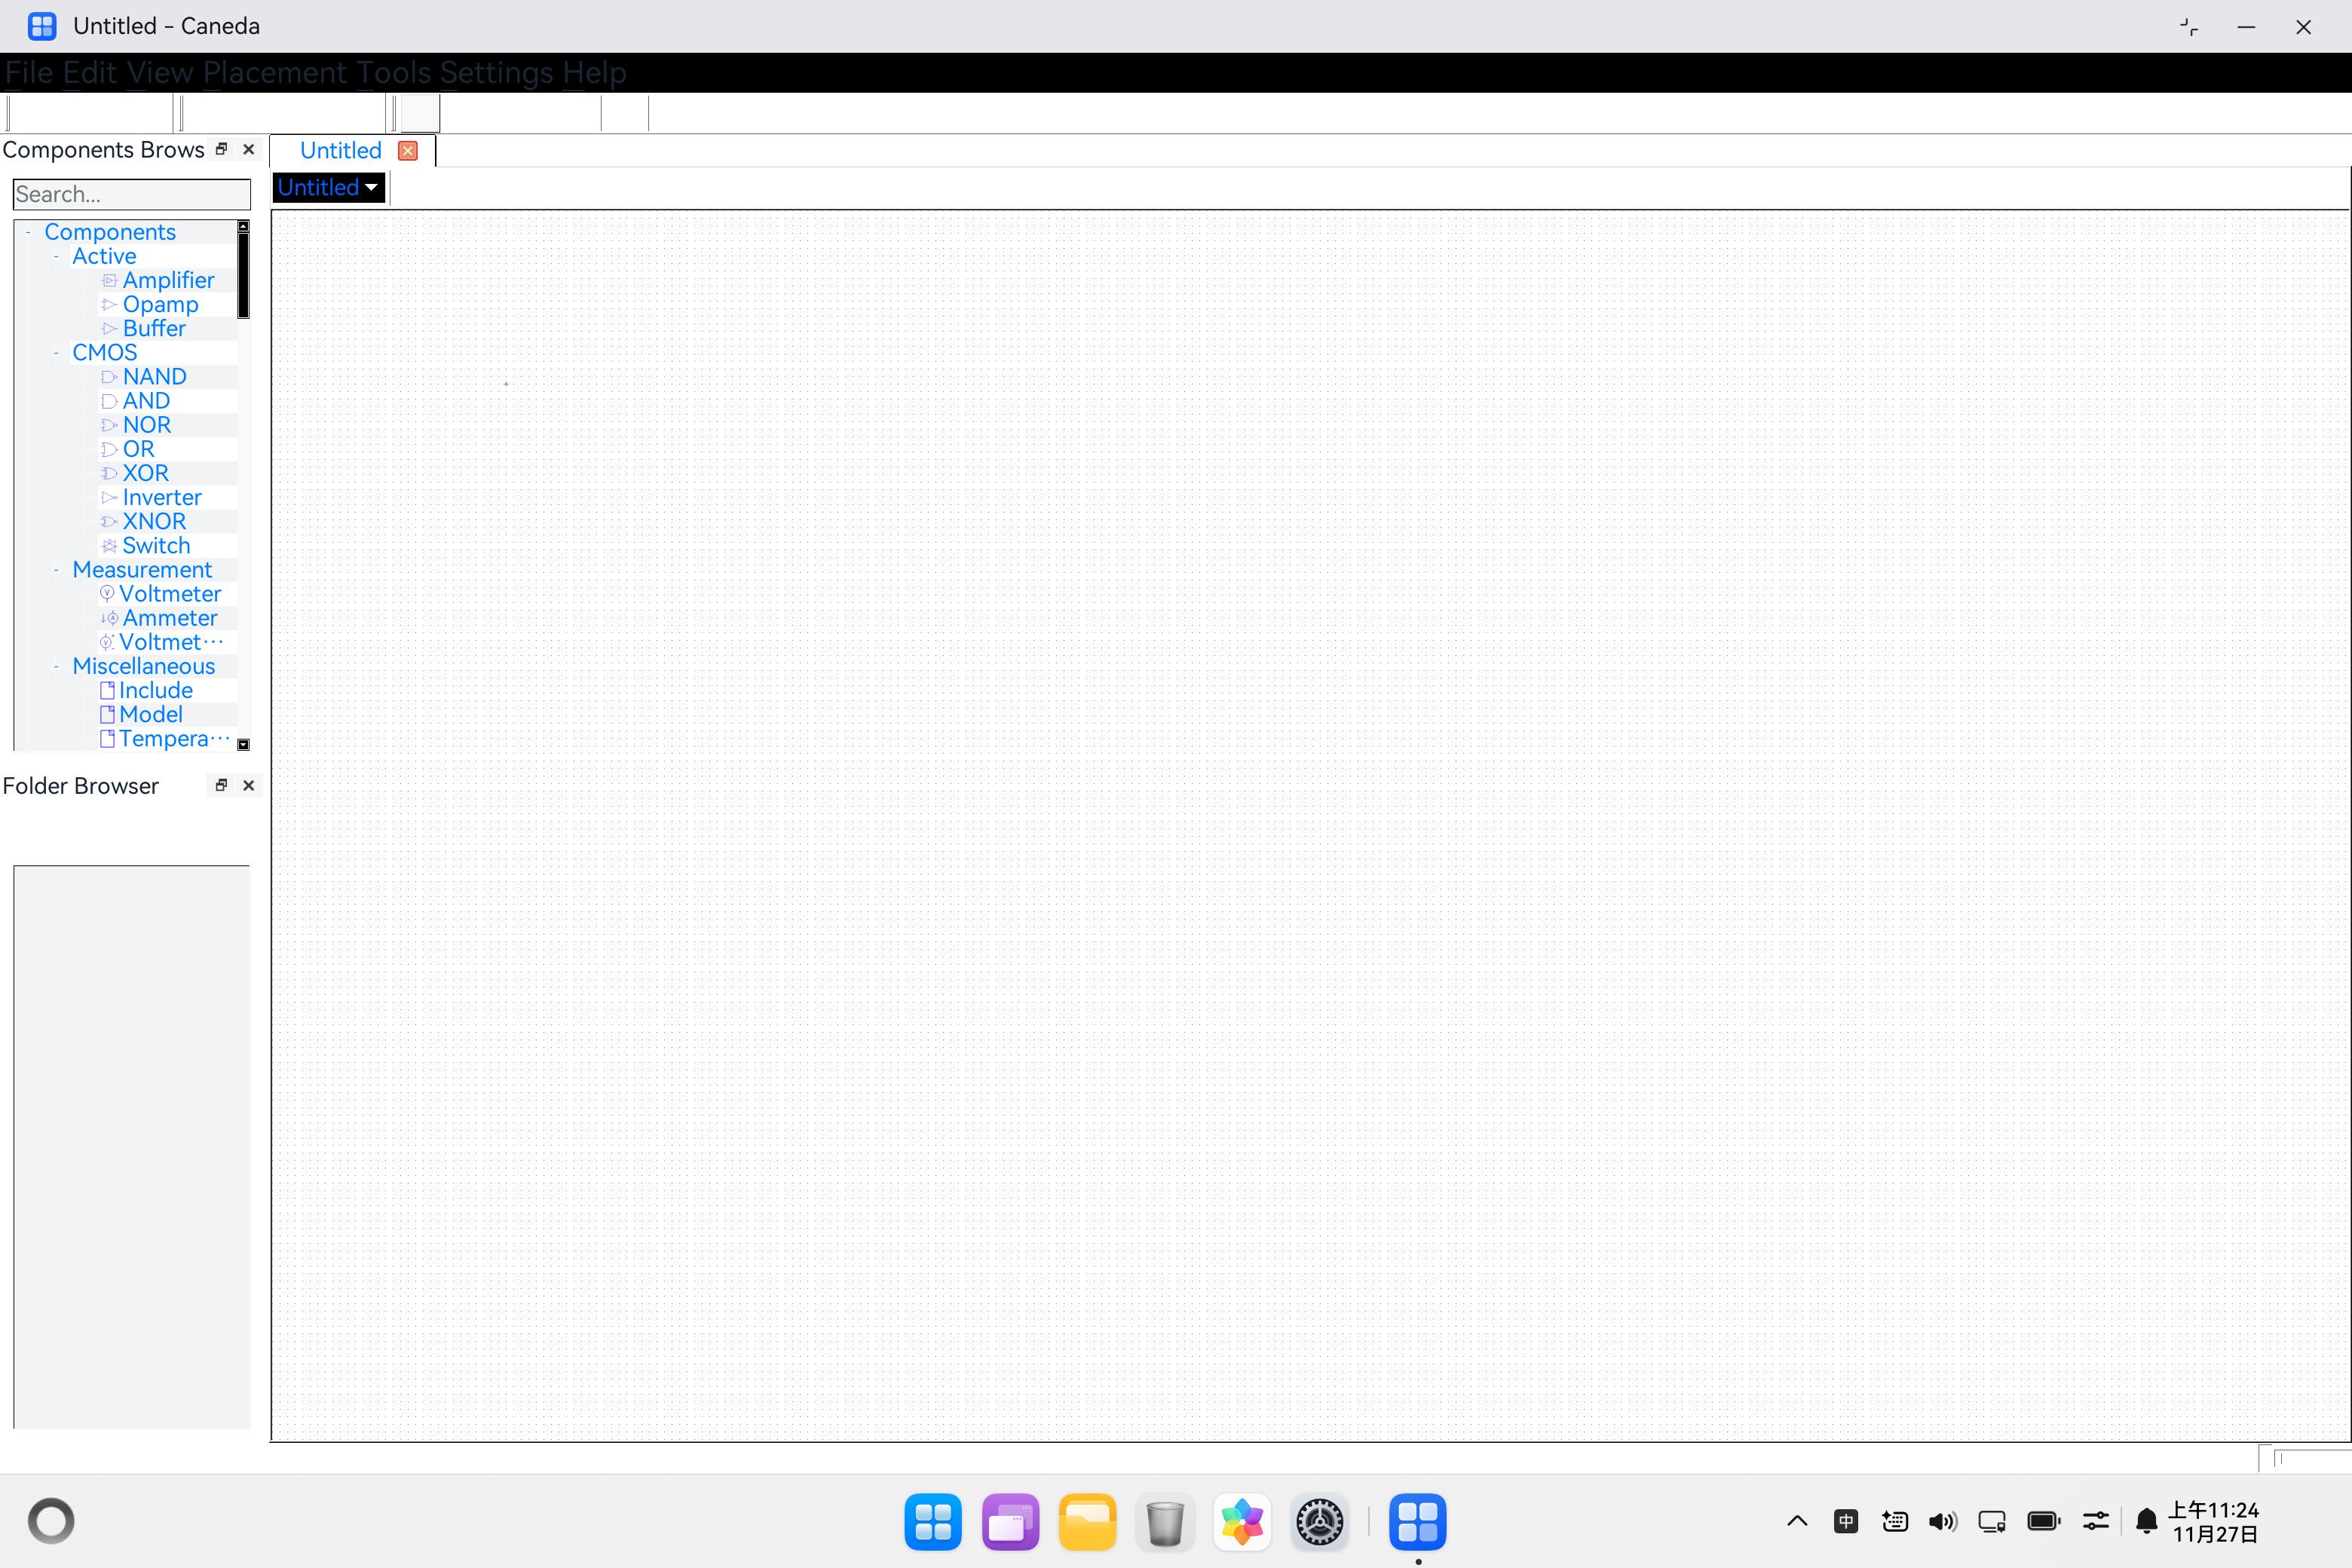 Untitled - Caneda
File Edit View Placement Tools Settings Help
Components Brows
Untitled
Search...
Untitled
Components
Active
Amplifier
Opamp
Buffer
CMOS
NAND
AND
NOR
OR
XOR
Inverter
XNOR
Switch
Measurement
Voltmeter
Ammeter
Voltmet···
Miscellaneous
Include
Model
Tempera···
Folder Browser
中
上午11:24
11月27日